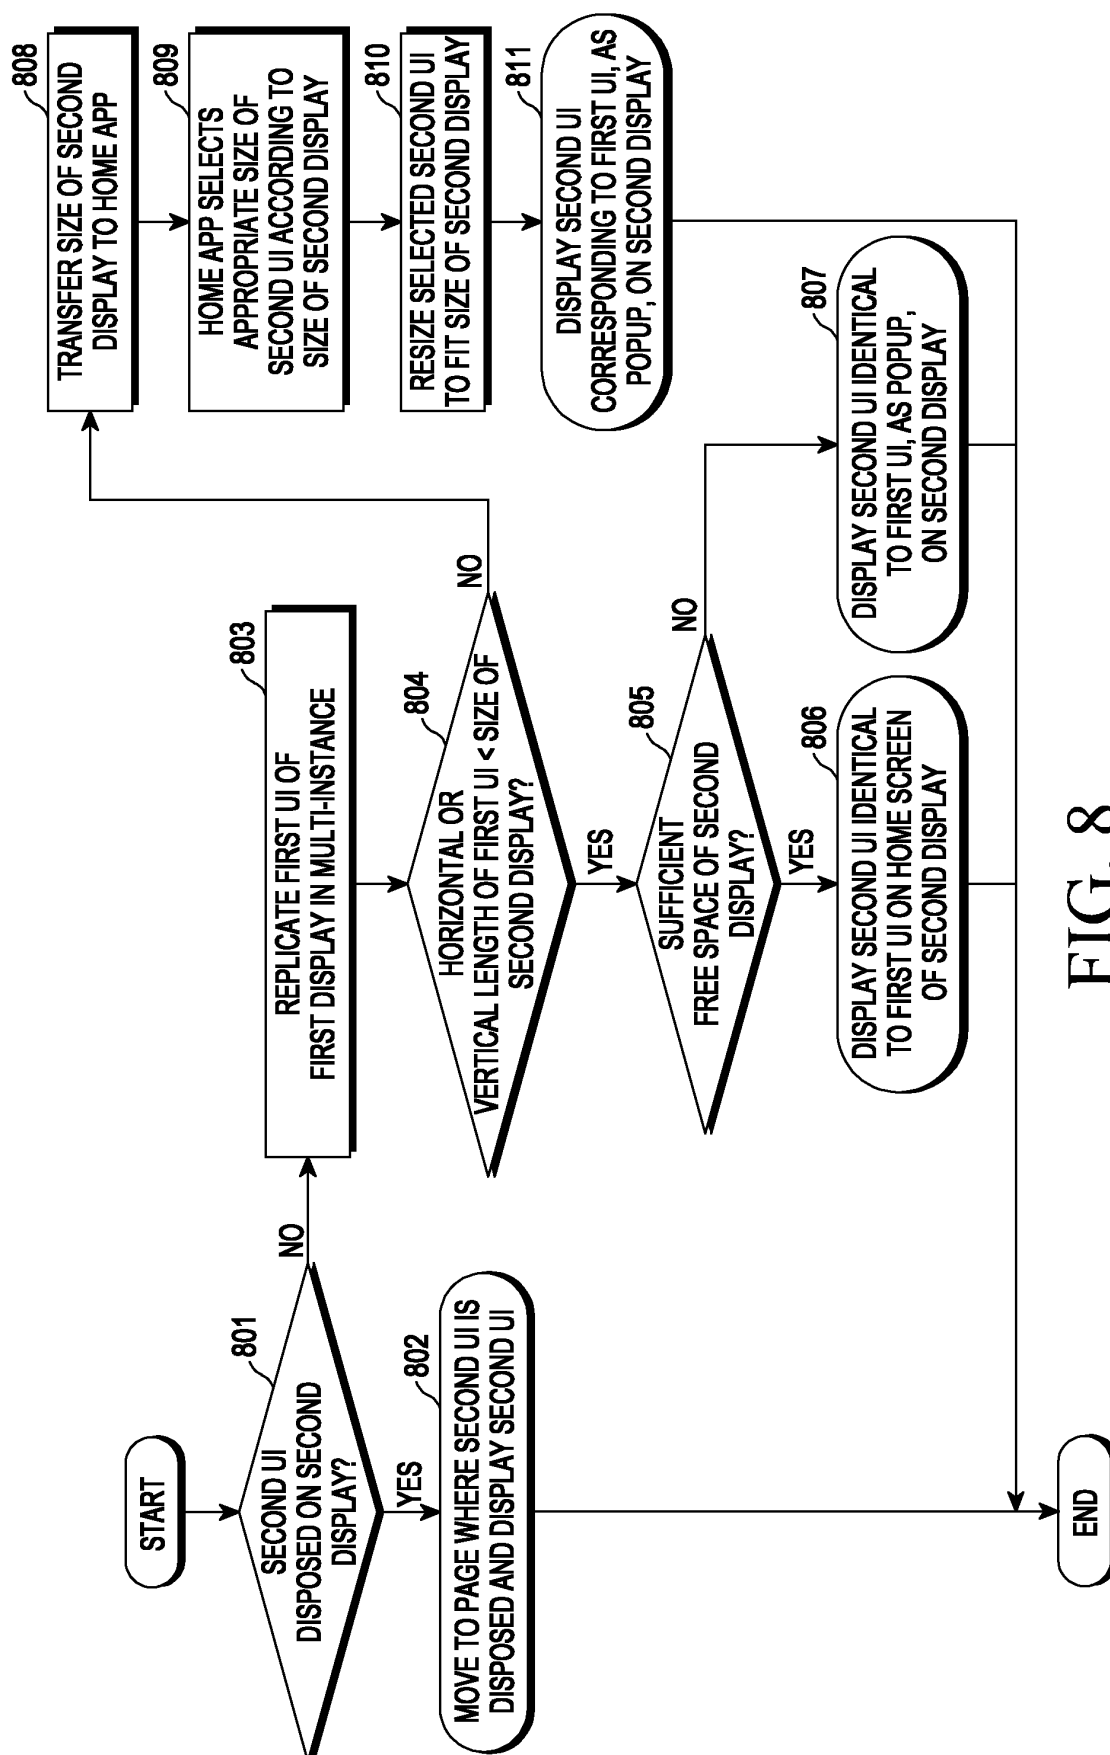 START
801
SECOND UI
DISPOSED ON SECOND
DISPLAY?
NO
YES
802
MOVE TO PAGE WHERE SECOND UI IS
DISPOSED AND DISPLAY SECOND UI
803
REPLICATE FIRST UI OF
FIRST DISPLAY IN MULTI-INSTANCE
804
HORIZONTAL OR
VERTICAL LENGTH OF FIRST UI < SIZE OF
SECOND DISPLAY?
NO
YES
805
SUFFICIENT
FREE SPACE OF SECOND
DISPLAY?
NO
YES
806
DISPLAY SECOND UI IDENTICAL
TO FIRST UI ON HOME SCREEN
OF SECOND DISPLAY
807
DISPLAY SECOND UI IDENTICAL
TO FIRST UI, AS POPUP,
ON SECOND DISPLAY
808
TRANSFER SIZE OF SECOND
DISPLAY TO HOME APP
809
HOME APP SELECTS
APPROPRIATE SIZE OF
SECOND UI ACCORDING TO
SIZE OF SECOND DISPLAY
810
RESIZE SELECTED SECOND UI
TO FIT SIZE OF SECOND DISPLAY
811
DISPLAY SECOND UI
CORRESPONDING TO FIRST UI, AS
POPUP, ON SECOND DISPLAY
END
FIG. 8